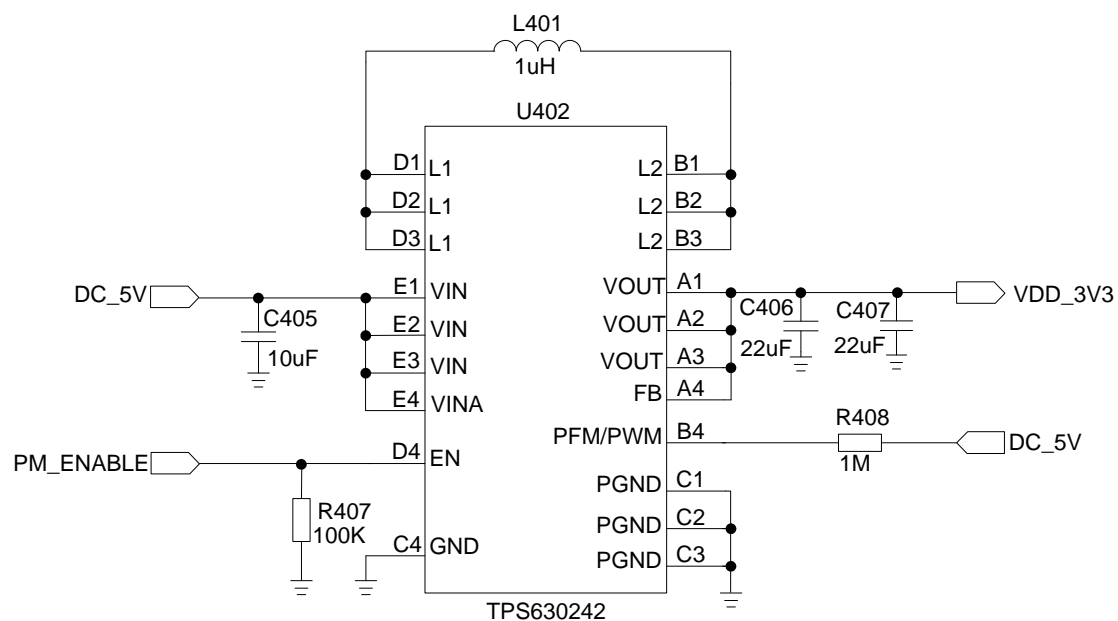 L401
1uH
U402
D1 L1 L2 B1
D2 L1 L2 B2
D3 L1 L2 B3
DC_5V E1 VIN VOUT A1 VDD_3V3
C405 C406 C407
E2 VIN VOUT A2
10uF 22uF 22uF
E3 VIN VOUT A3
E4 VINA FB A4
R408
PFM/PWM B4 DC_5V
PM_ENABLE D4 EN 1M
PGND C1
R407
100K
PGND C2
C4 GND PGND C3
TPS630242